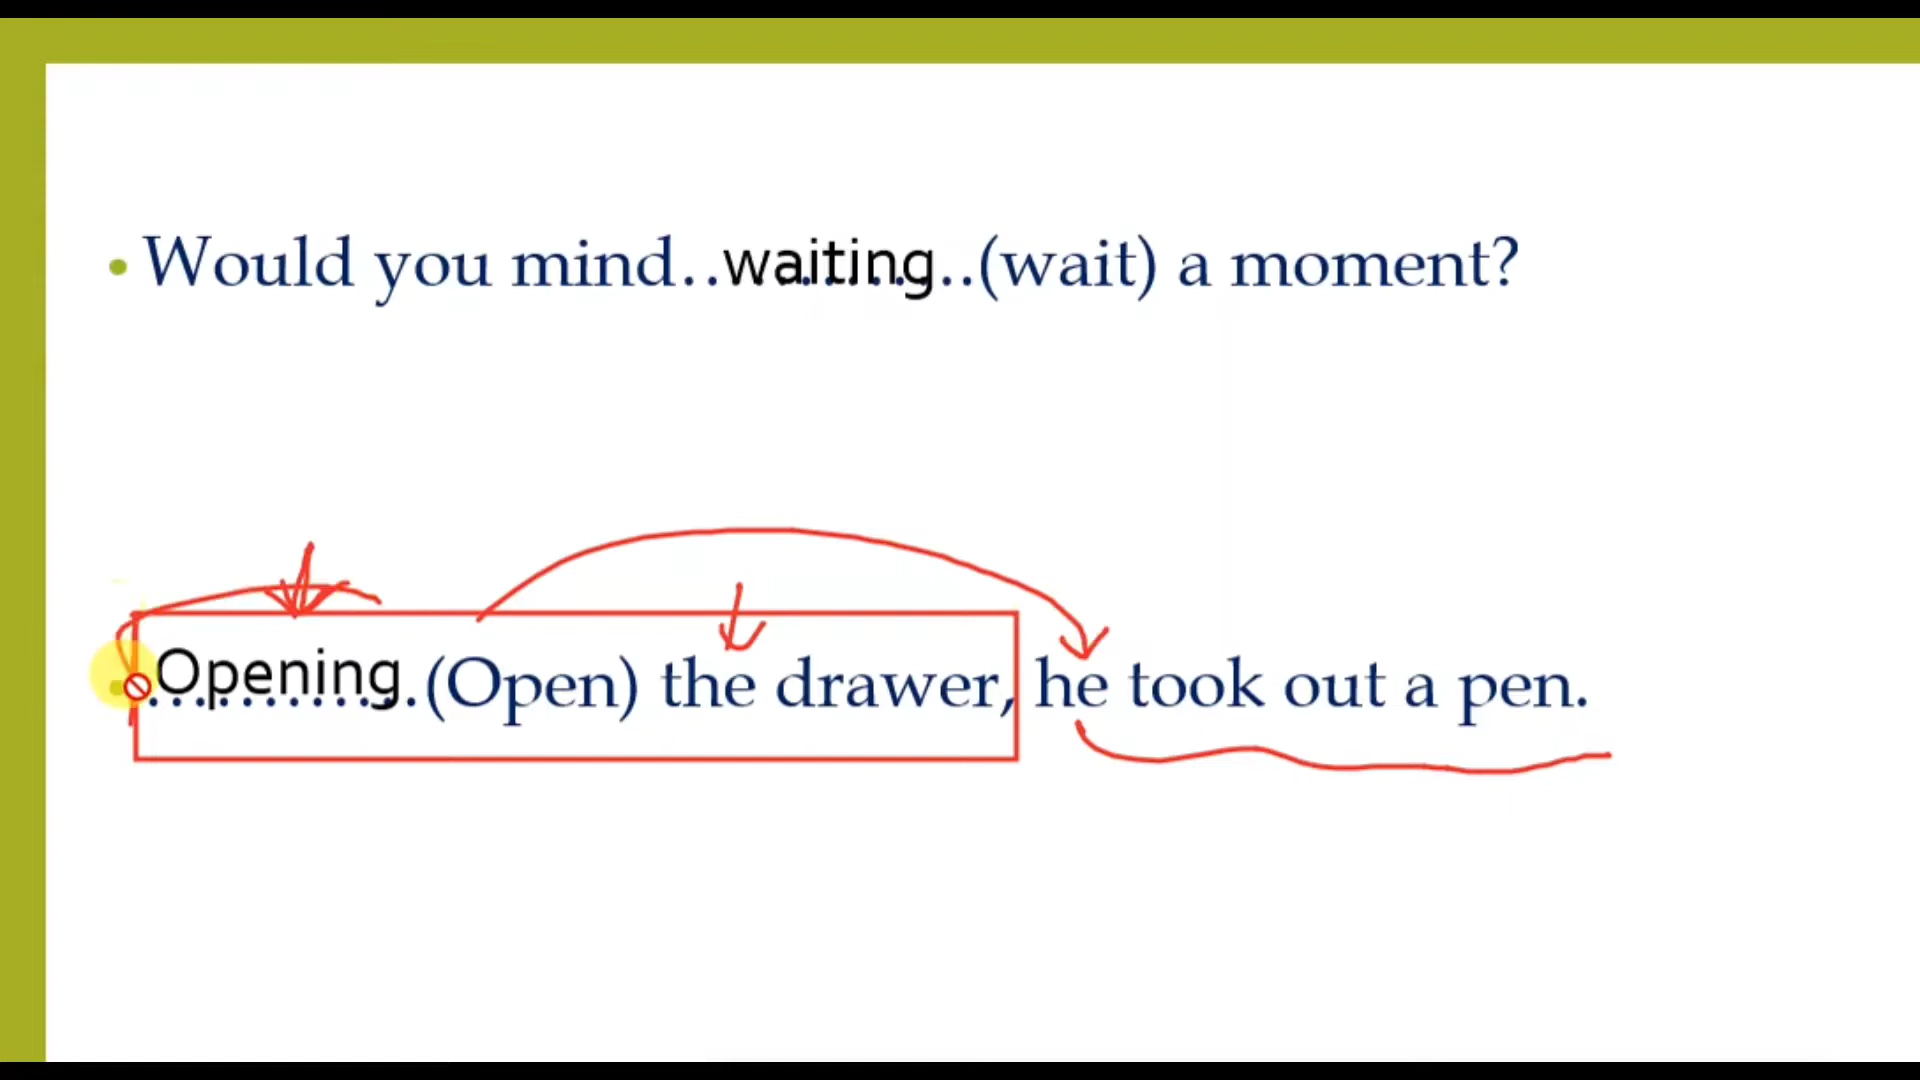 • Would you mind..waiting..(wait) a moment?
• Opening.(Open) the drawer, he took out a pen.